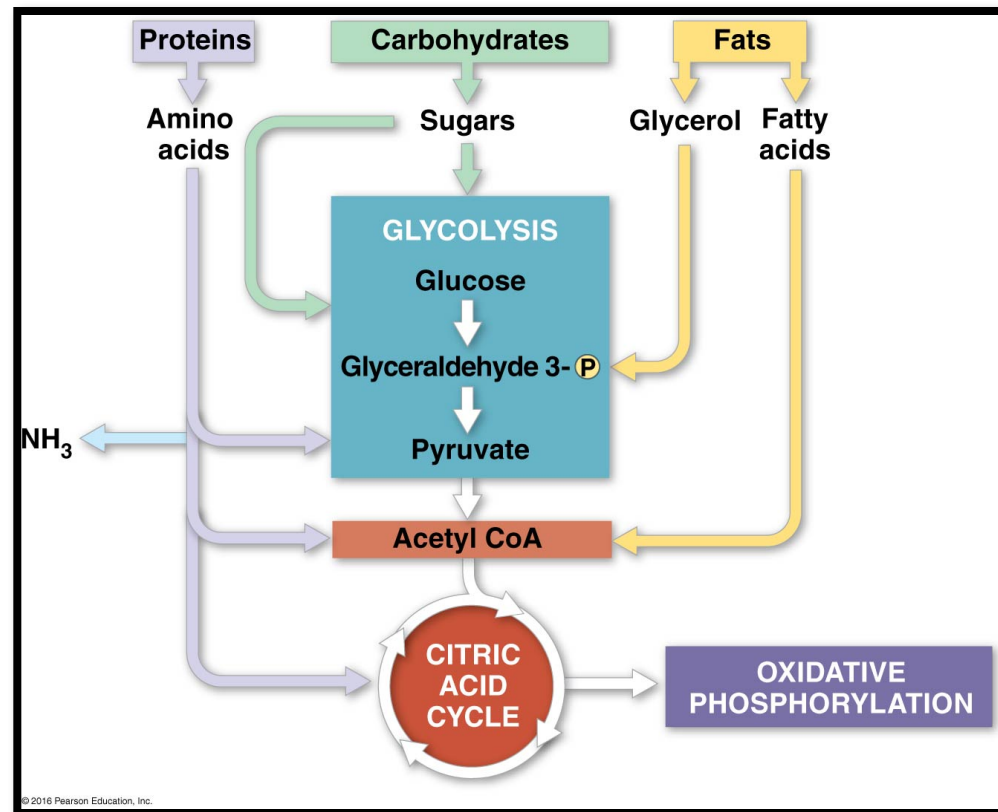 Proteins
Carbohydrates
Fats
Amino
acids
Sugars
Glycerol
Fatty
acids
GLYCOLYSIS
Glucose
Glyceraldehyde 3- P
NH₃
Pyruvate
Acetyl CoA
CITRIC
ACID
CYCLE
OXIDATIVE
PHOSPHORYLATION
© 2016 Pearson Education, Inc.